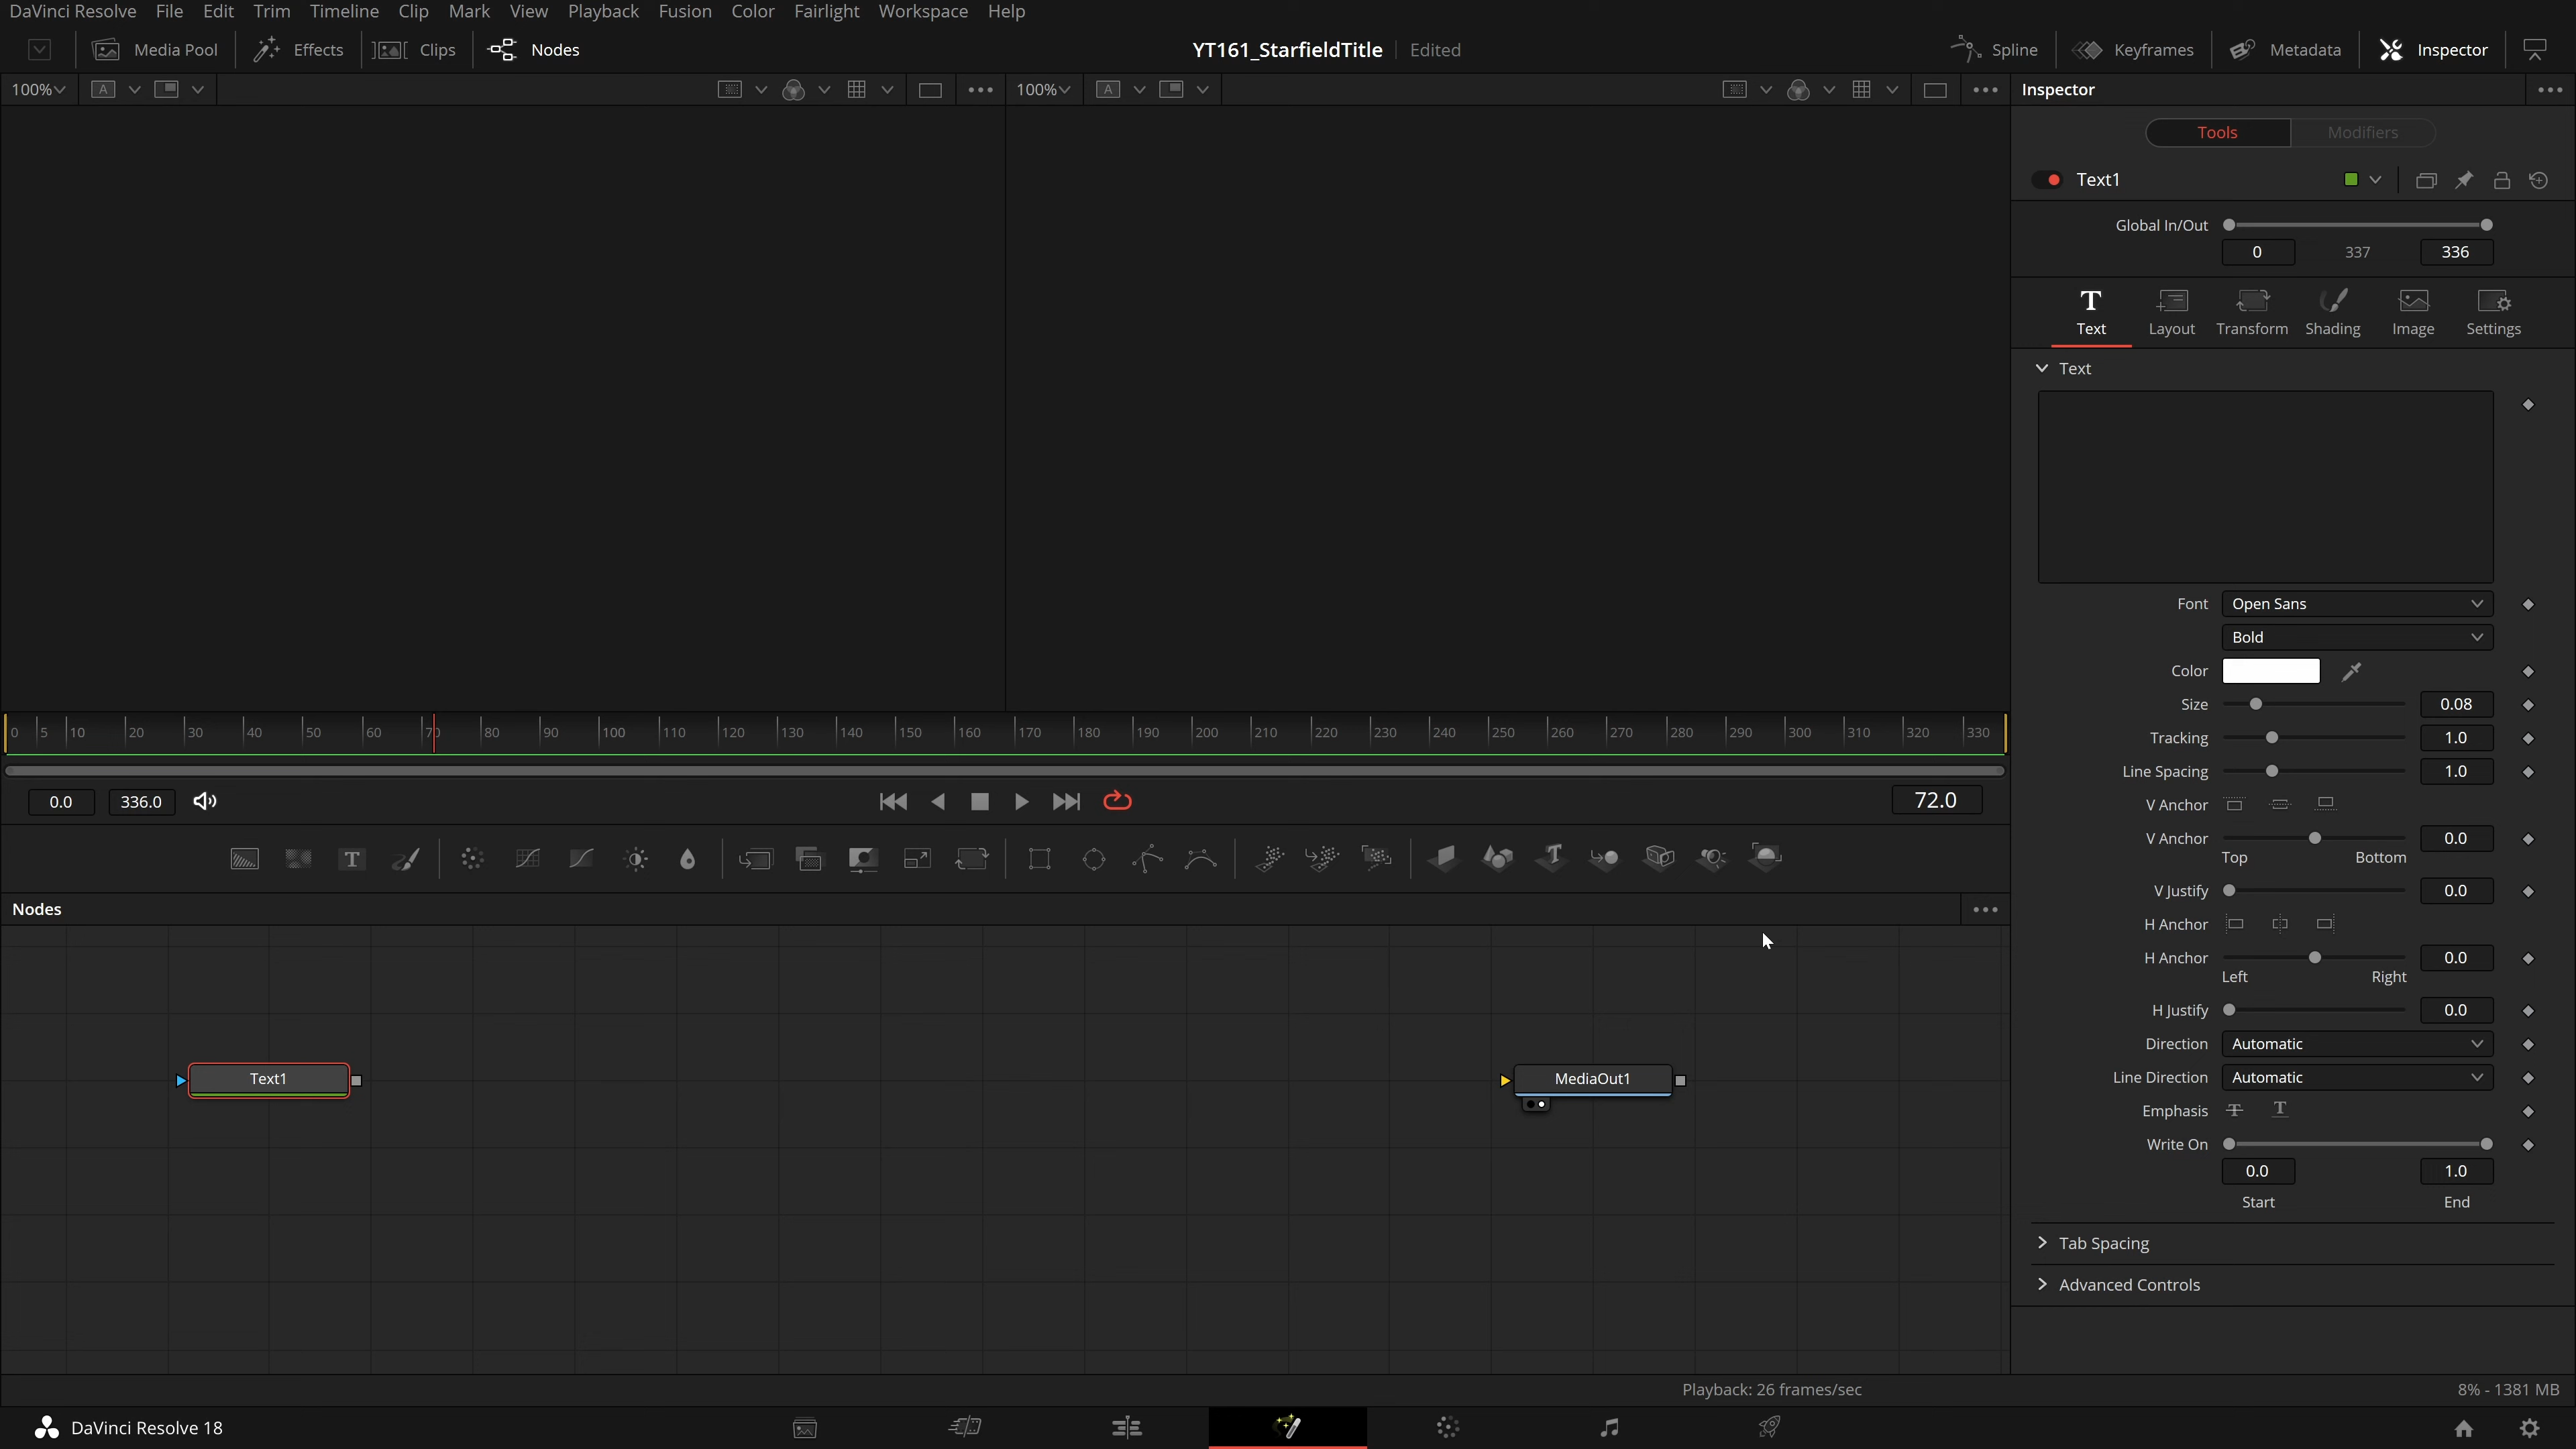 DaVinci Resolve File Edit Trim Timeline Clip Mark View Playback Fusion Color Fairlight Workspace Help
Media Pool Effects Clips Nodes YT161_StarfieldTitle Edited Spline Keyframes Metadata Inspector
100% A 100% A Inspector
Tools Modifiers
Text1
Global In/Out
0 337 336
T
Text Layout Transform Shading Image Settings
Text
Font Open Sans
Bold
Color
Size 0.08
0 5 10 20 30 40 50 60 70 80 90 100 110 120 130 140 150 160 170 180 190 200 210 220 230 240 250 260 270 280 290 300 310 320 330
Tracking 1.0
Line Spacing 1.0
0.0 336.0 72.0
V Anchor
V Anchor 0.0
Top Bottom
T T
V Justify 0.0
Nodes
H Anchor
H Anchor 0.0
Left Right
H Justify 0.0
Direction Automatic
Line Direction Automatic
Text1 MediaOut1
Emphasis T T
Write On
0.0 1.0
Start End
Tab Spacing
Advanced Controls
Playback: 26 frames/sec 8% - 1381 MB
DaVinci Resolve 18